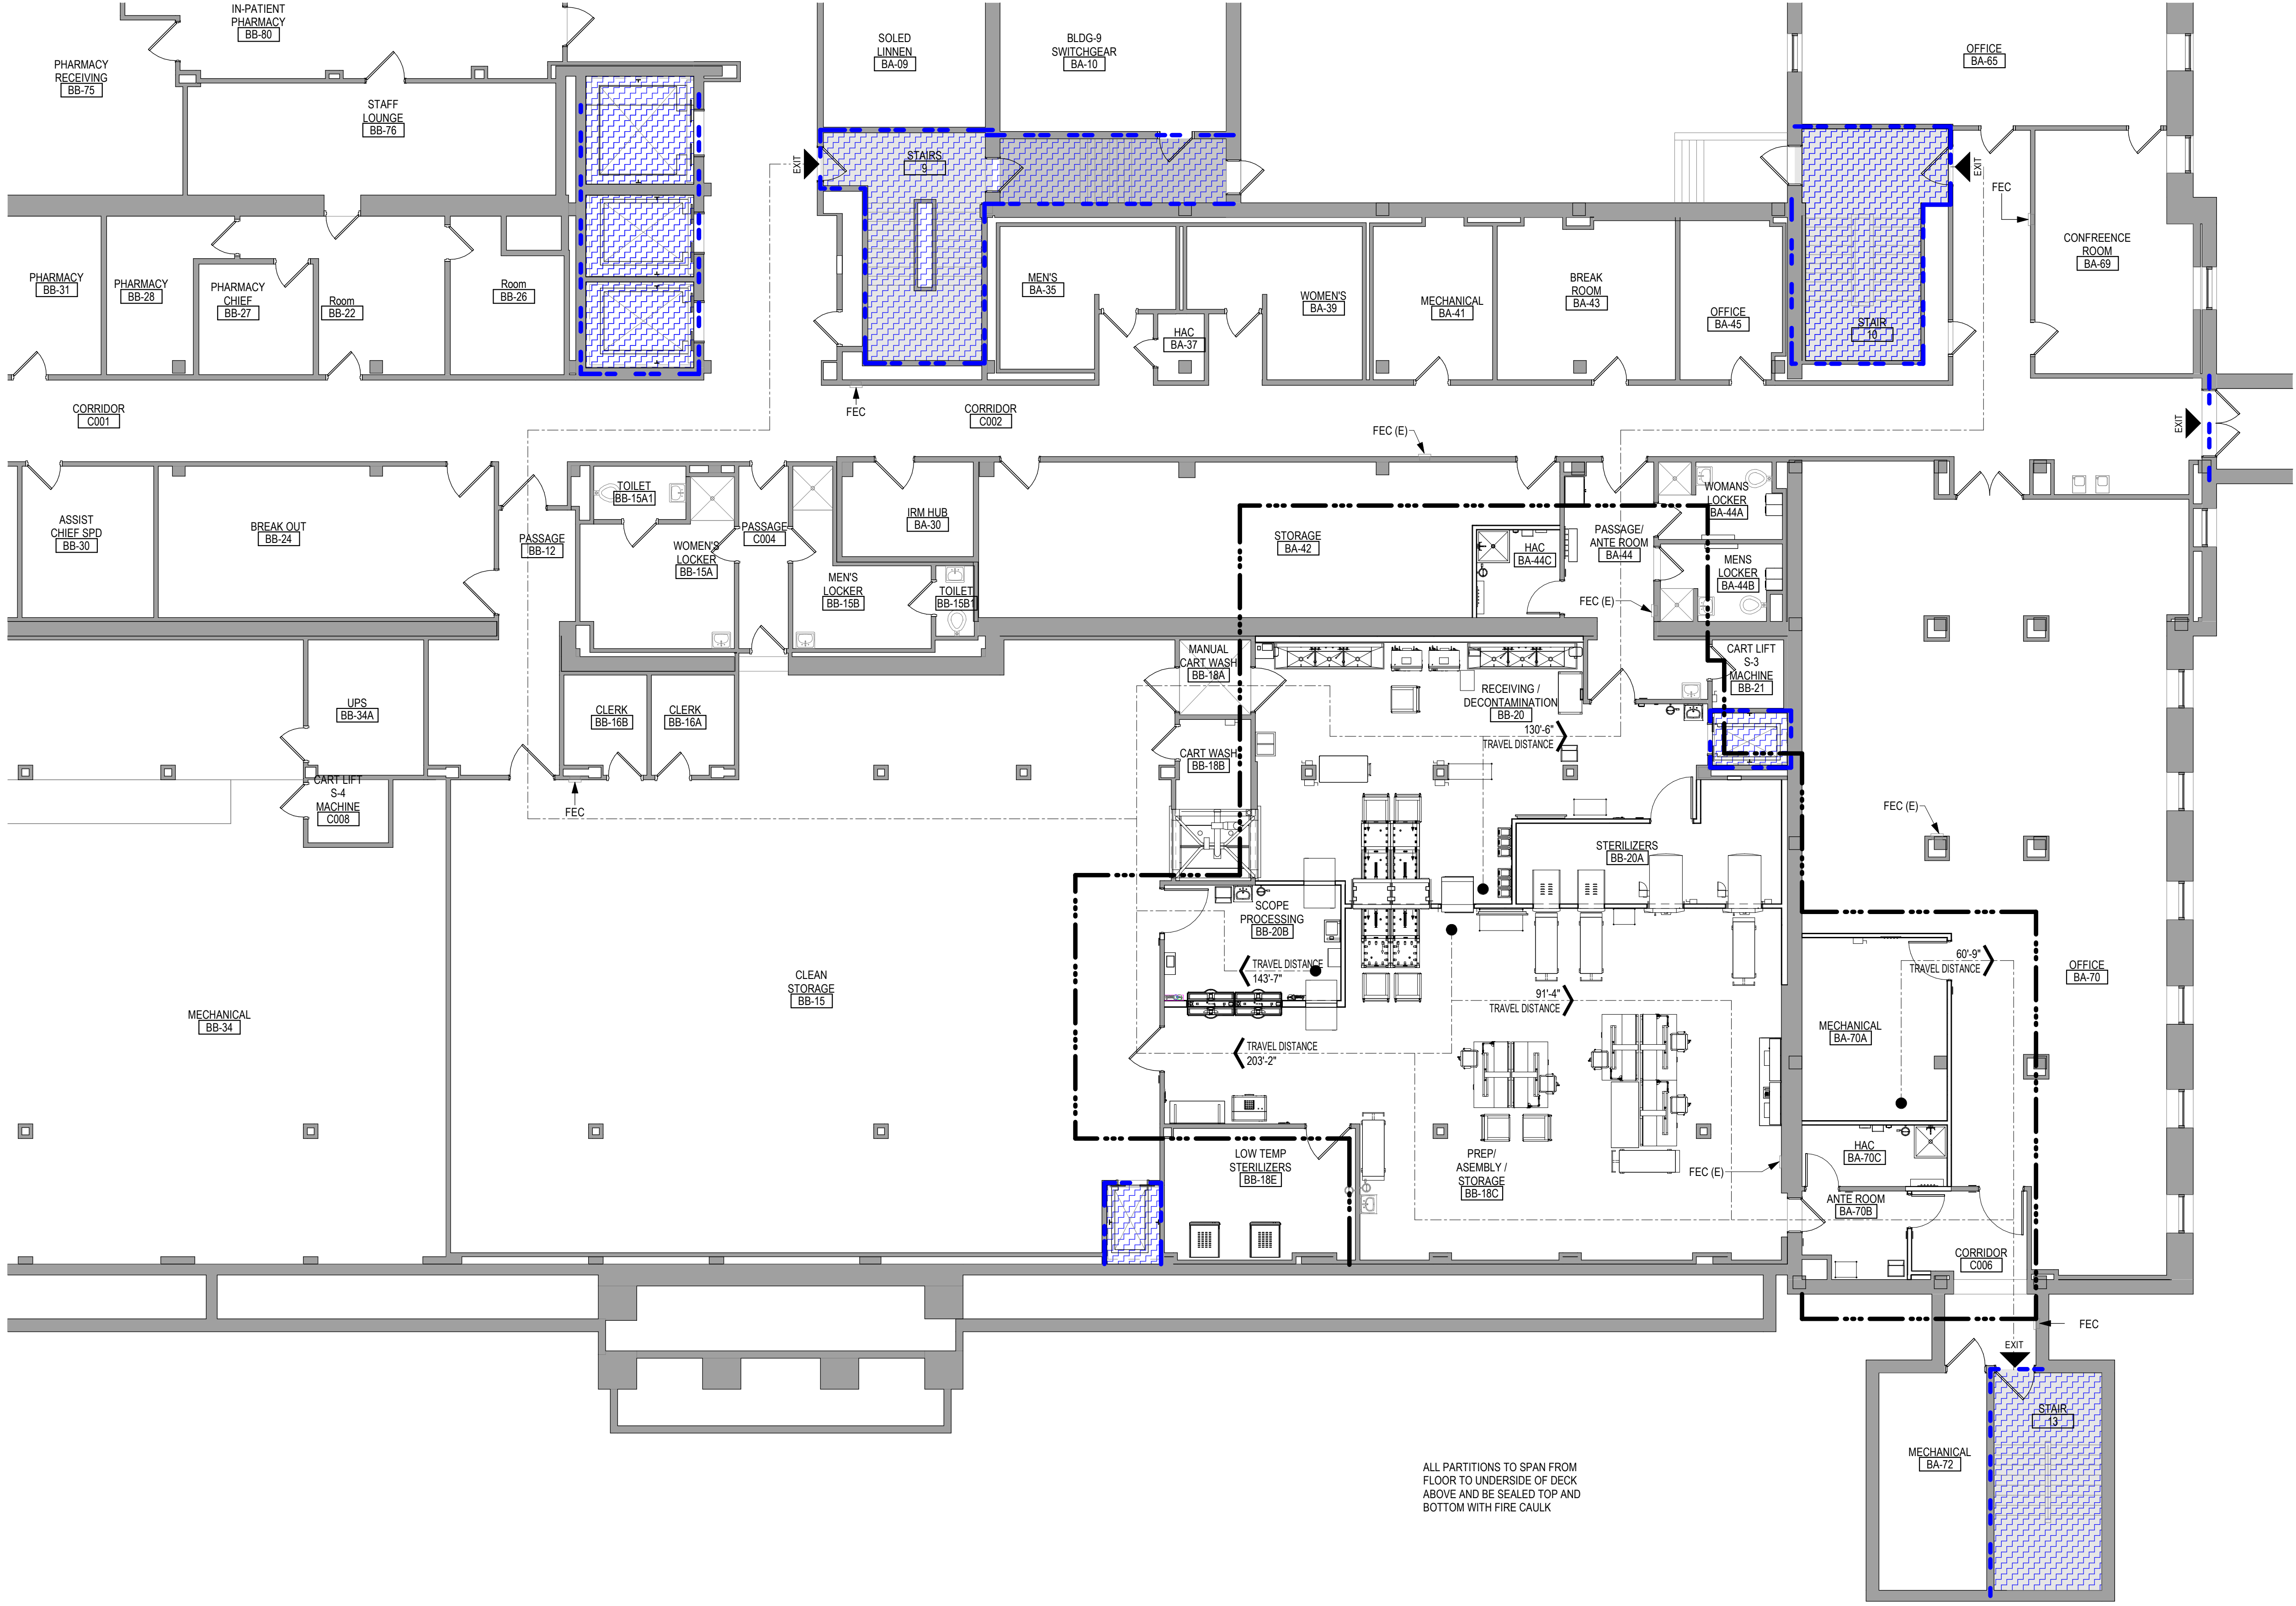 IN-PATIENT
PHARMACY
BB-80
PHARMACY
RECEIVING
BB-75
STAFF
LOUNGE
BB-76
SOLED
LINNEN
BA-09
BLDG-9
SWITCHGEAR
BA-10
OFFICE
BA-65
EXIT
STAIRS
9
EXIT
FEC
CONFREENCE
ROOM
BA-69
PHARMACY
BB-31
PHARMACY
BB-28
PHARMACY
CHIEF
BB-27
Room
BB-22
Room
BB-26
MEN'S
BA-35
HAC
BA-37
WOMEN'S
BA-39
MECHANICAL
BA-41
BREAK
ROOM
BA-43
OFFICE
BA-45
STAIR
10
CORRIDOR
C001
FEC
CORRIDOR
C002
FEC (E)
EXIT
ASSIST
CHIEF SPD
BB-30
BREAK OUT
BB-24
PASSAGE
BB-12
TOILET
BB-15A1
WOMEN'S
LOCKER
BB-15A
PASSAGE
C004
MEN'S
LOCKER
BB-15B
TOILET
BB-15B1
IRM HUB
BA-30
STORAGE
BA-42
HAC
BA-44C
PASSAGE/
ANTE ROOM
BA-44
WOMANS
LOCKER
BA-44A
MENS
LOCKER
BA-44B
FEC (E)
UPS
BB-34A
CLERK
BB-16B
CLERK
BB-16A
MANUAL
CART WASH
BB-18A
RECEIVING /
DECONTAMINATION
BB-20
130'-6"
TRAVEL DISTANCE
CART LIFT
S-3
MACHINE
BB-21
CART WASH
BB-18B
CART LIFT
S-4
MACHINE
C008
FEC
FEC (E)
STERILIZERS
BB-20A
SCOPE
PROCESSING
BB-20B
TRAVEL DISTANCE
143'-7"
CLEAN
STORAGE
BB-15
91'-4"
TRAVEL DISTANCE
60'-9"
TRAVEL DISTANCE
OFFICE
BA-70
MECHANICAL
BB-34
TRAVEL DISTANCE
203'-2"
MECHANICAL
BA-70A
LOW TEMP
STERILIZERS
BB-18E
PREP/
ASEMBLY /
STORAGE
BB-18C
FEC (E)
HAC
BA-70C
ANTE ROOM
BA-70B
CORRIDOR
C006
FEC
EXIT
STAIR
13
MECHANICAL
BA-72
ALL PARTITIONS TO SPAN FROM
FLOOR TO UNDERSIDE OF DECK
ABOVE AND BE SEALED TOP AND
BOTTOM WITH FIRE CAULK